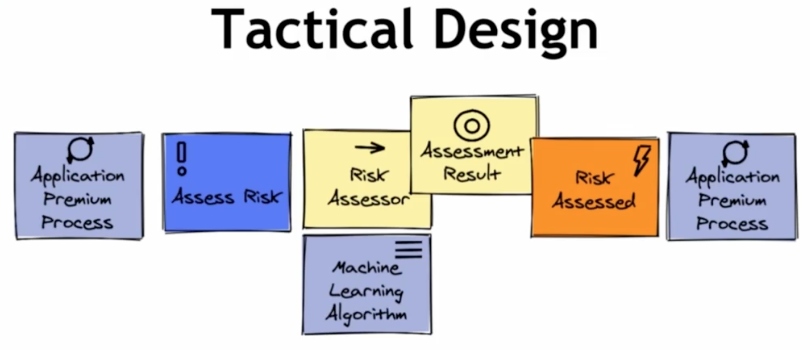 Tactical Design
Application
Premium
Process
Assess Risk
Risk
Assessor
Assessment
Result
Risk
Assessed
Application
Premium
Process
Machine
Learning
Algorithm